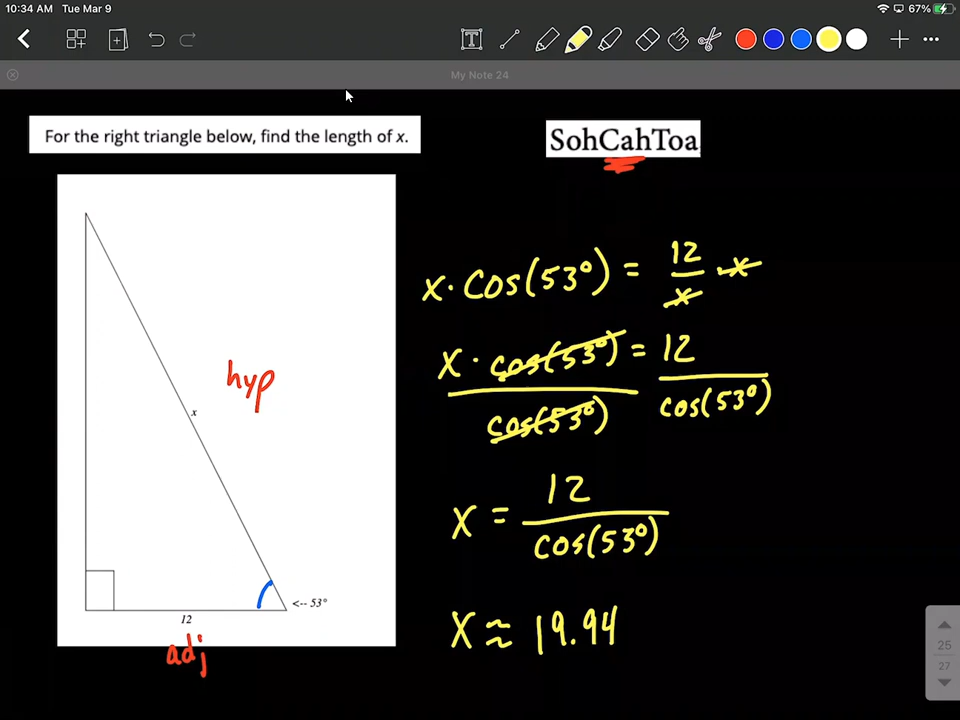 10:34 AM Tue Mar 9
67%
My Note 24
For the right triangle below, find the length of x.
SohCahToa
x · Cos(53°) = 12/x · x
x · cos(53°)/cos(53°) = 12/cos(53°)
hyp
x
x = 12/cos(53°)
<-- 53°
12
adj
x ≈ 19.94
25
27